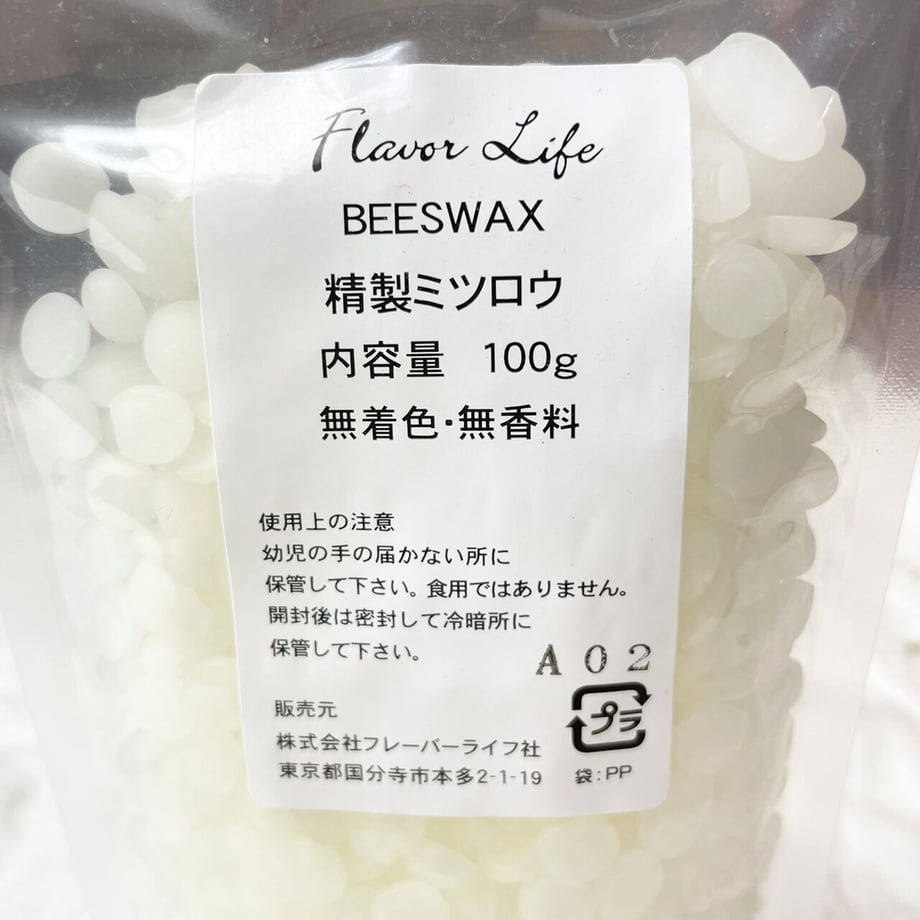 Flavor Life
BEESWAX
精製ミツロウ
内容量 100g
無着色・無香料
使用上の注意
幼児の手の届かない所に
保管して下さい。食用ではありません。
開封後は密封して冷暗所に
保管して下さい。
A02
販売元
株式会社フレーバーライフ社
東京都国分寺市本多2-1-19
プラ
袋:PP